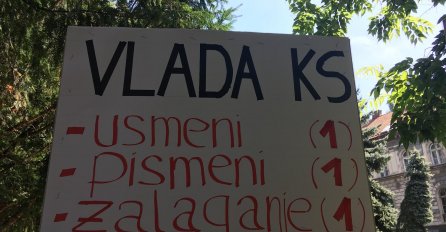 VLADA KS
- usmeni (1)
- pismeni (1)
- zalaganje (1)